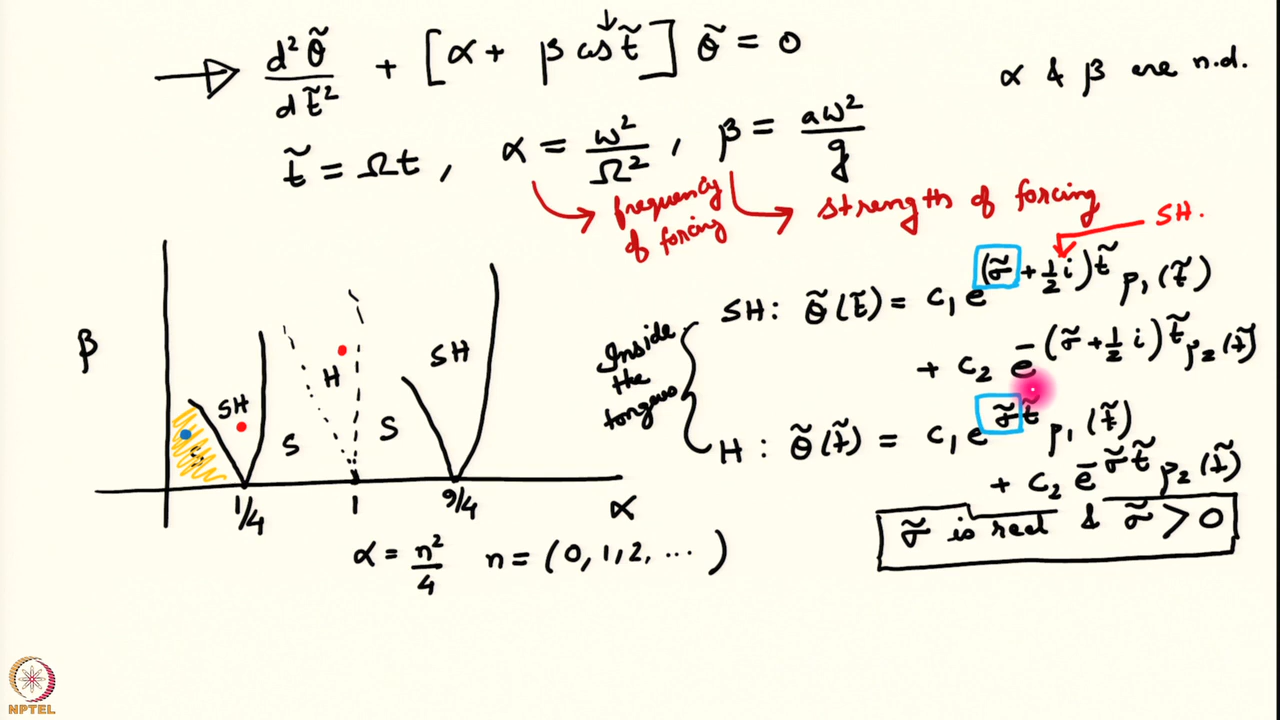 d²θ̃/dt̃² + [α + β cos t̃] θ̃ = 0
α & β are n.d.
t̃ = Ωt , α = ω²/Ω² , β = aω²/g
frequency of forcing
strength of forcing
SH.
β
SH
S
H
S
SH
S
1/4
1
9/4
α
α = n²/4 n = (0, 1, 2, ... )
Inside
the
tongues
SH: θ̃(t̃) = c₁ e^(σ̃ + ½ i) t̃ p₁(t̃)
+ c₂ e^-(σ̃ + ½ i) t̃ p₂(t̃)
H : θ̃(t̃) = c₁ e^σ̃t̃ p₁(t̃)
+ c₂ e^-σ̃t̃ p₂(t̃)
σ̃ is real & σ̃ > 0
NPTEL